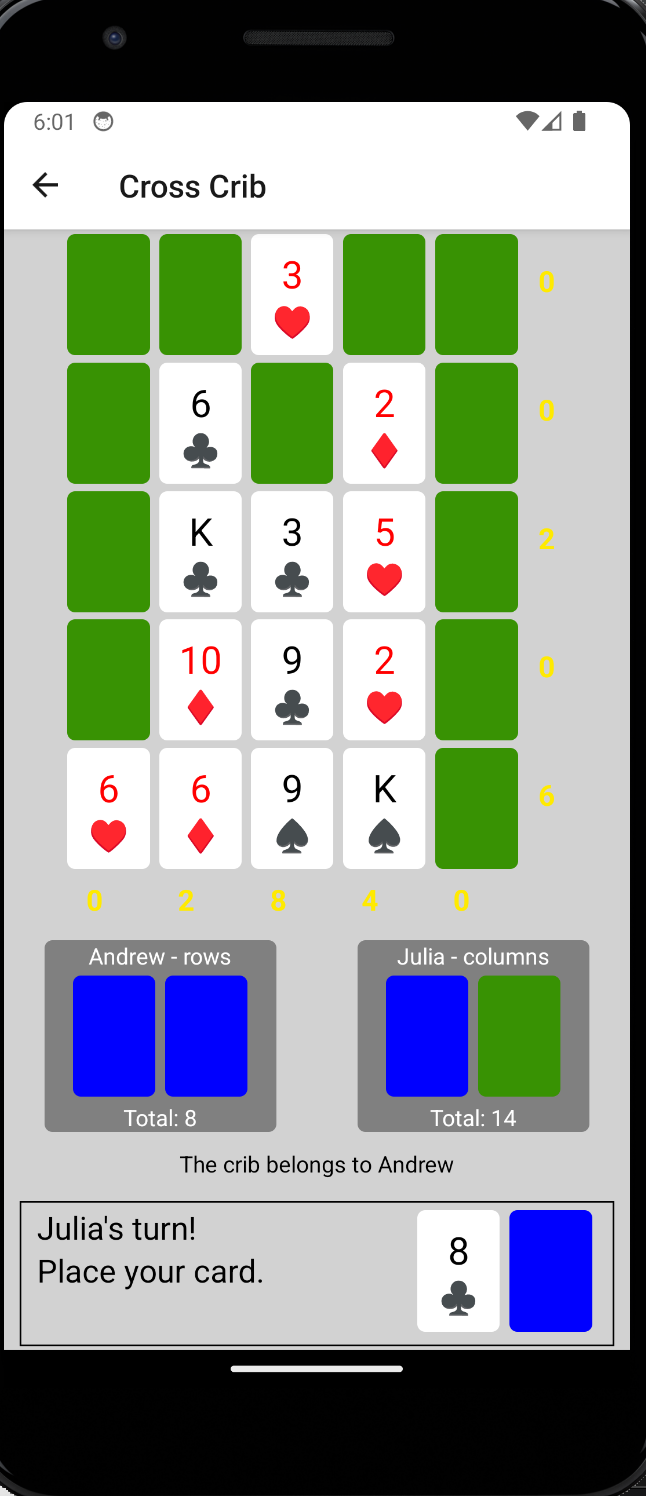 6:01
Cross Crib
3
0
6
2
0
K
3
5
2
10
9
2
0
6
6
9
K
6
0 2 8 4 0
Andrew - rows
Total: 8
Julia - columns
Total: 14
The crib belongs to Andrew
Julia's turn!
Place your card.
8